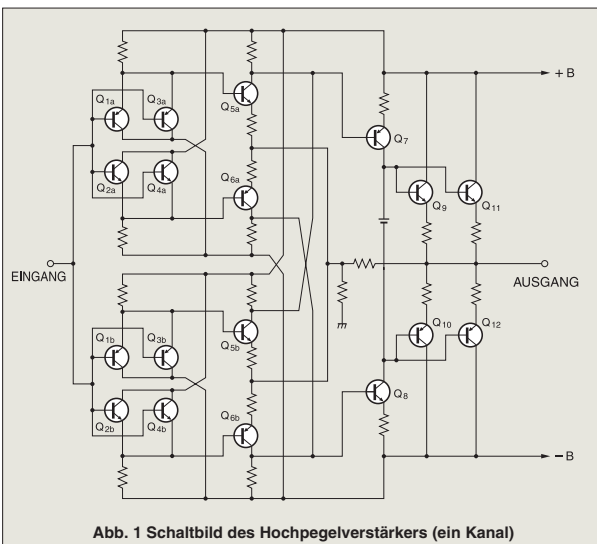 Q1a
Q3a
Q5a
+ B
Q7
Q2a
Q4a
Q6a
Q9
Q11
EINGANG
AUSGANG
Q1b
Q3b
Q5b
Q10
Q12
Q2b
Q4b
Q6b
Q8
− B
Abb. 1 Schaltbild des Hochpegelverstärkers (ein Kanal)